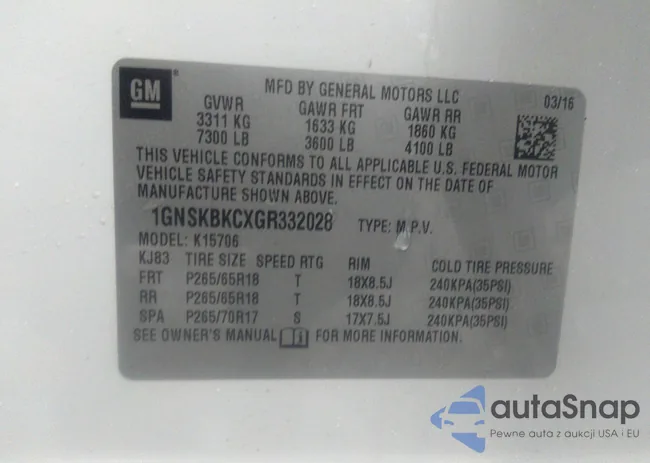 GM
MFD BY GENERAL MOTORS LLC
03/16
GVWR GAWR FRT GAWR RR
3311 KG 1633 KG 1860 KG
7300 LB 3600 LB 4100 LB
THIS VEHICLE CONFORMS TO ALL APPLICABLE U.S. FEDERAL MOTOR
VEHICLE SAFETY STANDARDS IN EFFECT ON THE DATE OF
MANUFACTURE SHOWN ABOVE.
1GNSKBKCXGR332028 TYPE: M.P.V.
MODEL: K15706
KJ83 TIRE SIZE SPEED RTG RIM COLD TIRE PRESSURE
FRT P265/65R18 T 18X8.5J 240KPA(35PSI)
RR P265/65R18 T 18X8.5J 240KPA(35PSI)
SPA P265/70R17 S 17X7.5J 240KPA(35PSI)
SEE OWNER'S MANUAL FOR MORE INFORMATION.
autaSnap
Pewne auta z aukcji USA i EU